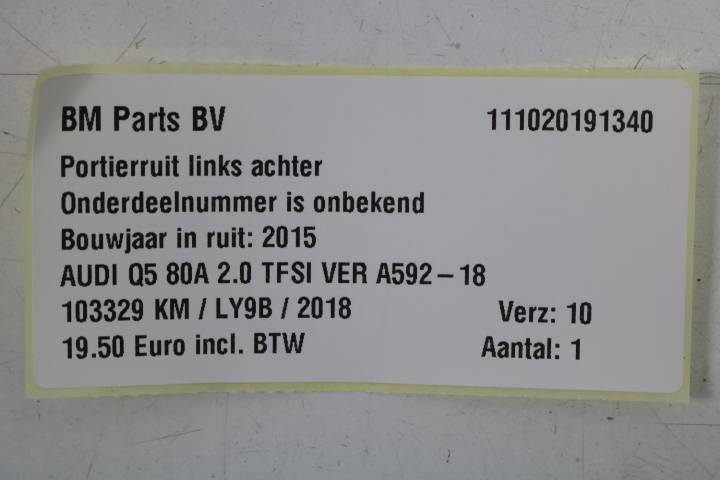 BM Parts BV 111020191340
Portierruit links achter
Onderdeelnummer is onbekend
Bouwjaar in ruit: 2015
AUDI Q5 80A 2.0 TFSI VER A592-18
103329 KM / LY9B / 2018 Verz: 10
19.50 Euro incl. BTW Aantal: 1